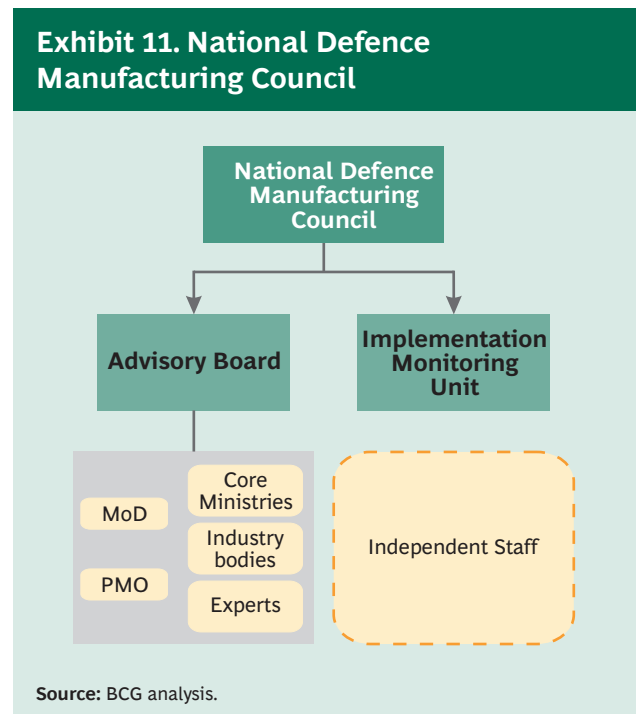 Exhibit 11. National Defence
Manufacturing Council
National Defence
Manufacturing
Council
Advisory Board
Implementation
Monitoring
Unit
MoD
PMO
Core
Ministries
Industry
bodies
Experts
Independent Staff
Source: BCG analysis.